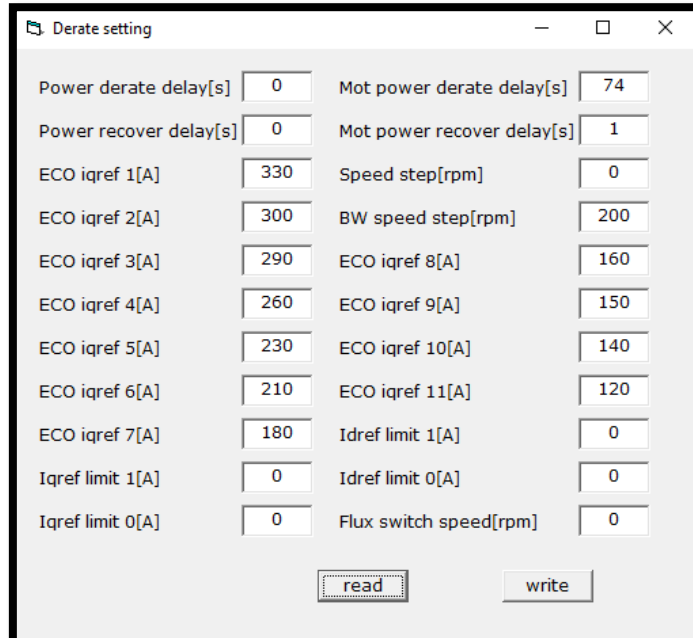 Derate setting
Power derate delay[s] 0 Mot power derate delay[s] 74
Power recover delay[s] 0 Mot power recover delay[s] 1
ECO iqref 1[A] 330 Speed step[rpm] 0
ECO iqref 2[A] 300 BW speed step[rpm] 200
ECO iqref 3[A] 290 ECO iqref 8[A] 160
ECO iqref 4[A] 260 ECO iqref 9[A] 150
ECO iqref 5[A] 230 ECO iqref 10[A] 140
ECO iqref 6[A] 210 ECO iqref 11[A] 120
ECO iqref 7[A] 180 Idref limit 1[A] 0
Iqref limit 1[A] 0 Idref limit 0[A] 0
Iqref limit 0[A] 0 Flux switch speed[rpm] 0
read write